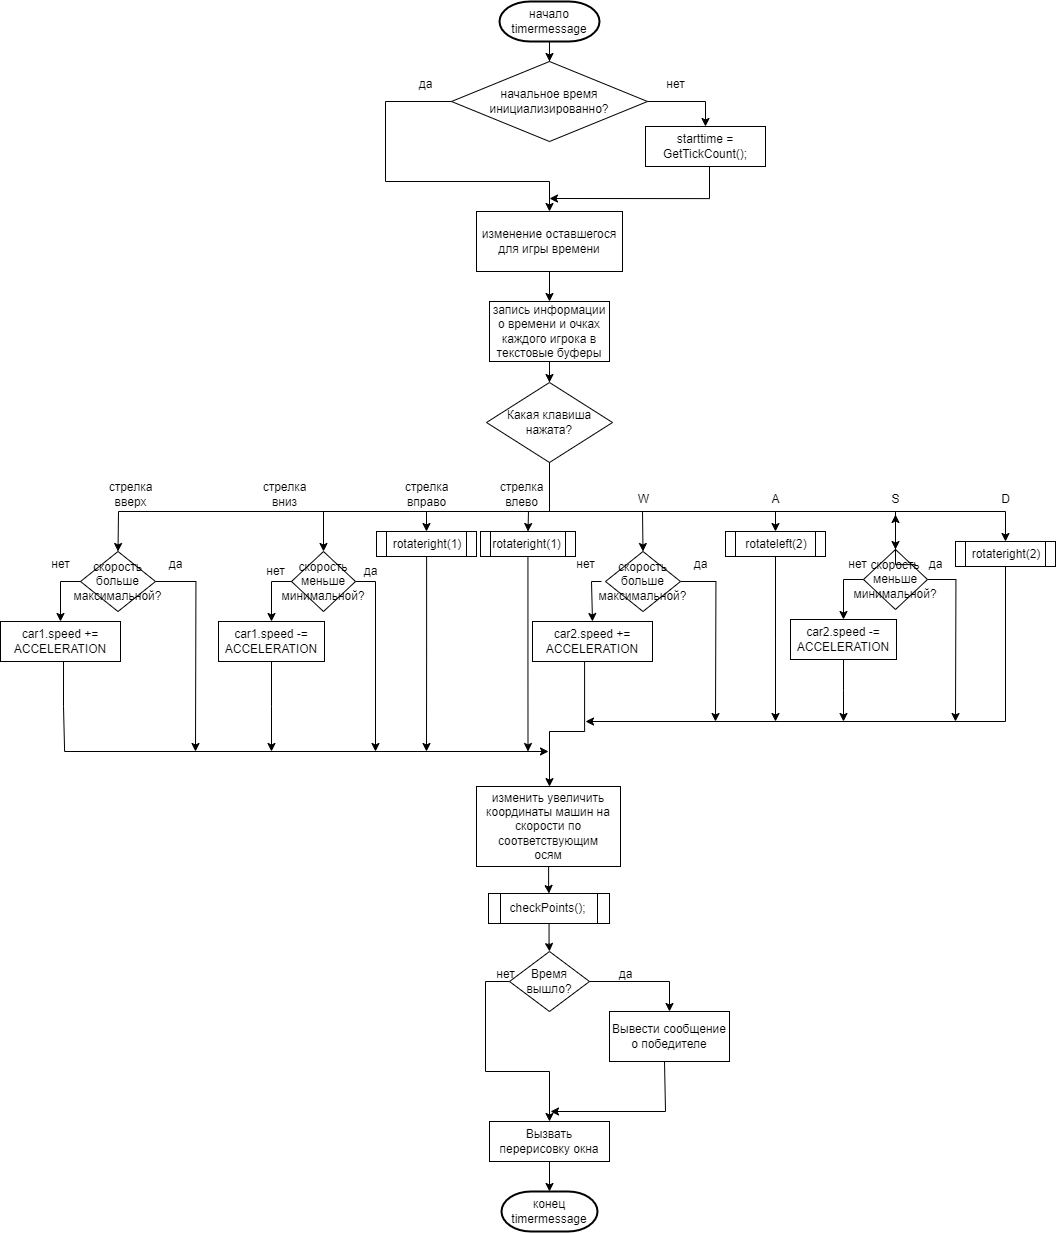 начало
timermessage
да
нет
начальное время
инициализированно?
starttime =
GetTickCount();
изменение оставшегося
для игры времени
запись информации
о времени и очках
каждого игрока в
текстовые буферы
Какая клавиша
нажата?
стрелка
вверх
стрелка
вниз
стрелка
вправо
стрелка
влево
W
A
S
D
rotateright(1)
rotateright(1)
rotateleft(2)
rotateright(2)
нет
скорость
больше
максимальной?
да
нет
скорость
меньше
минимальной?
да
нет
скорость
больше
максимальной?
да
нет
скорость
меньше
минимальной?
да
car1.speed +=
ACCELERATION
car1.speed -=
ACCELERATION
car2.speed +=
ACCELERATION
car2.speed -=
ACCELERATION
изменить увеличить
координаты машин на
скорости по
соответствующим
осям
checkPoints();
нет
Время
вышло?
да
Вывести сообщение
о победителе
Вызвать
перерисовку окна
конец
timermessage